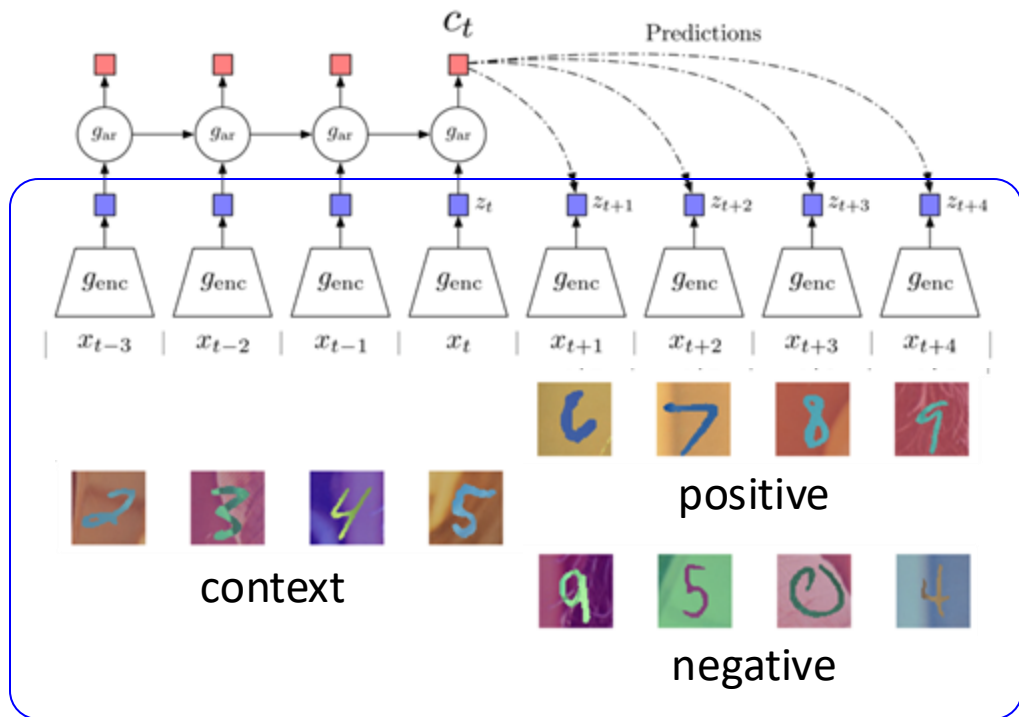 c_t
Predictions
g_ar g_ar g_ar g_ar
z_t z_{t+1} z_{t+2} z_{t+3} z_{t+4}
g_enc g_enc g_enc g_enc g_enc g_enc g_enc g_enc
x_{t-3} x_{t-2} x_{t-1} x_t x_{t+1} x_{t+2} x_{t+3} x_{t+4}
6 7 8 9
positive
2 3 4 5
context
9 5 0 4
negative